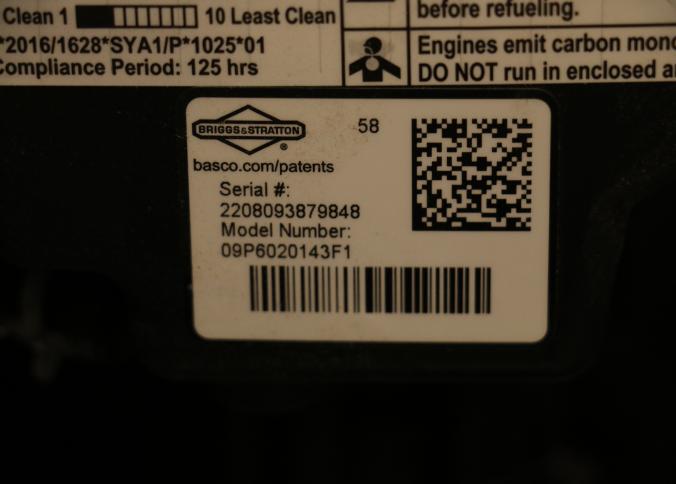 Clean 1 10 Least Clean
*2016/1628*SYA1/P*1025*01
Compliance Period: 125 hrs
before refueling.
Engines emit carbon
DO NOT run in enclosed
BRIGGS&STRATTON
®
58
basco.com/patents
Serial #:
2208093879848
Model Number:
09P6020143F1